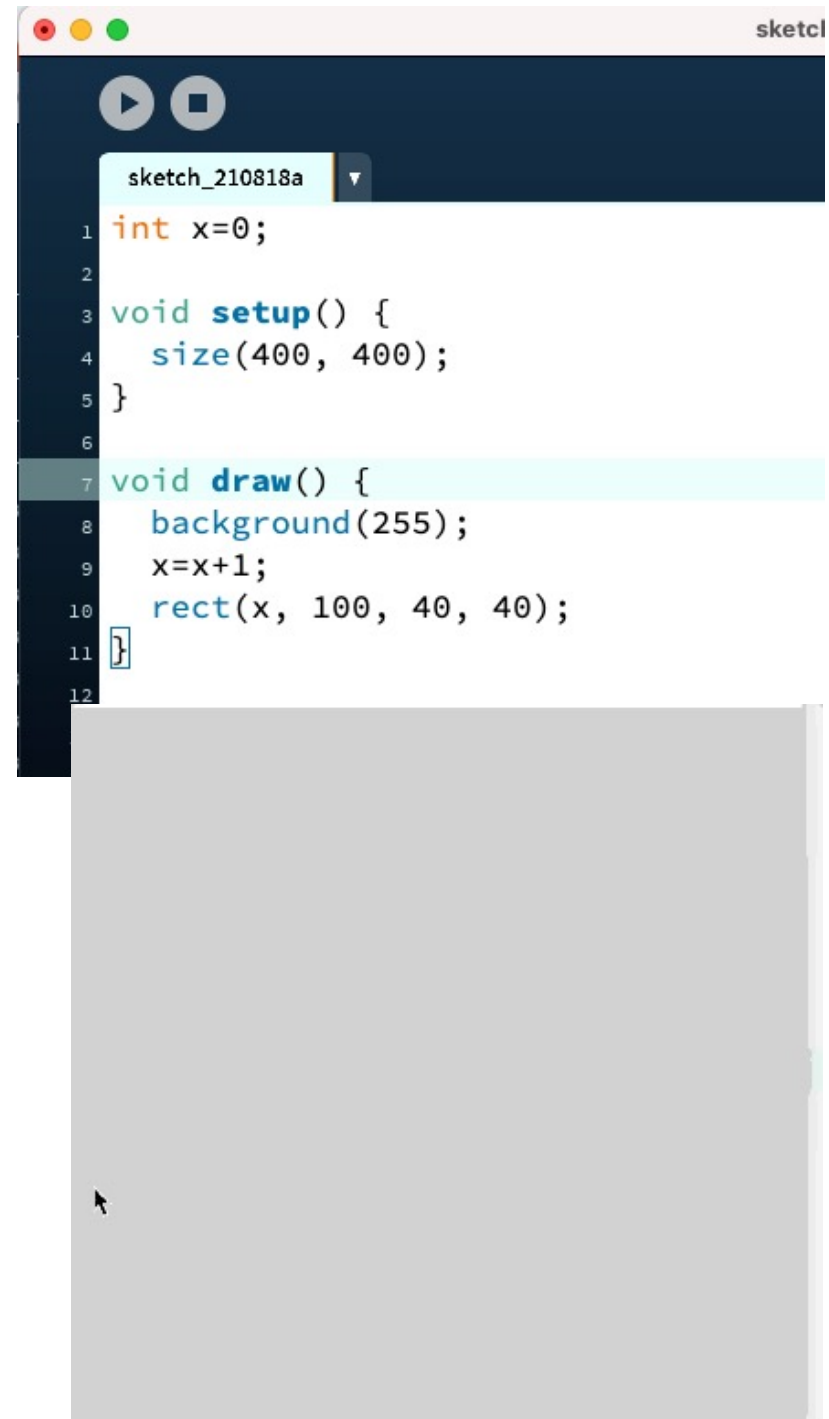 sketch
sketch_210818a
1 int x=0;
2
3 void setup() {
4   size(400, 400);
5 }
6
7 void draw() {
8   background(255);
9   x=x+1;
10   rect(x, 100, 40, 40);
11 }
12